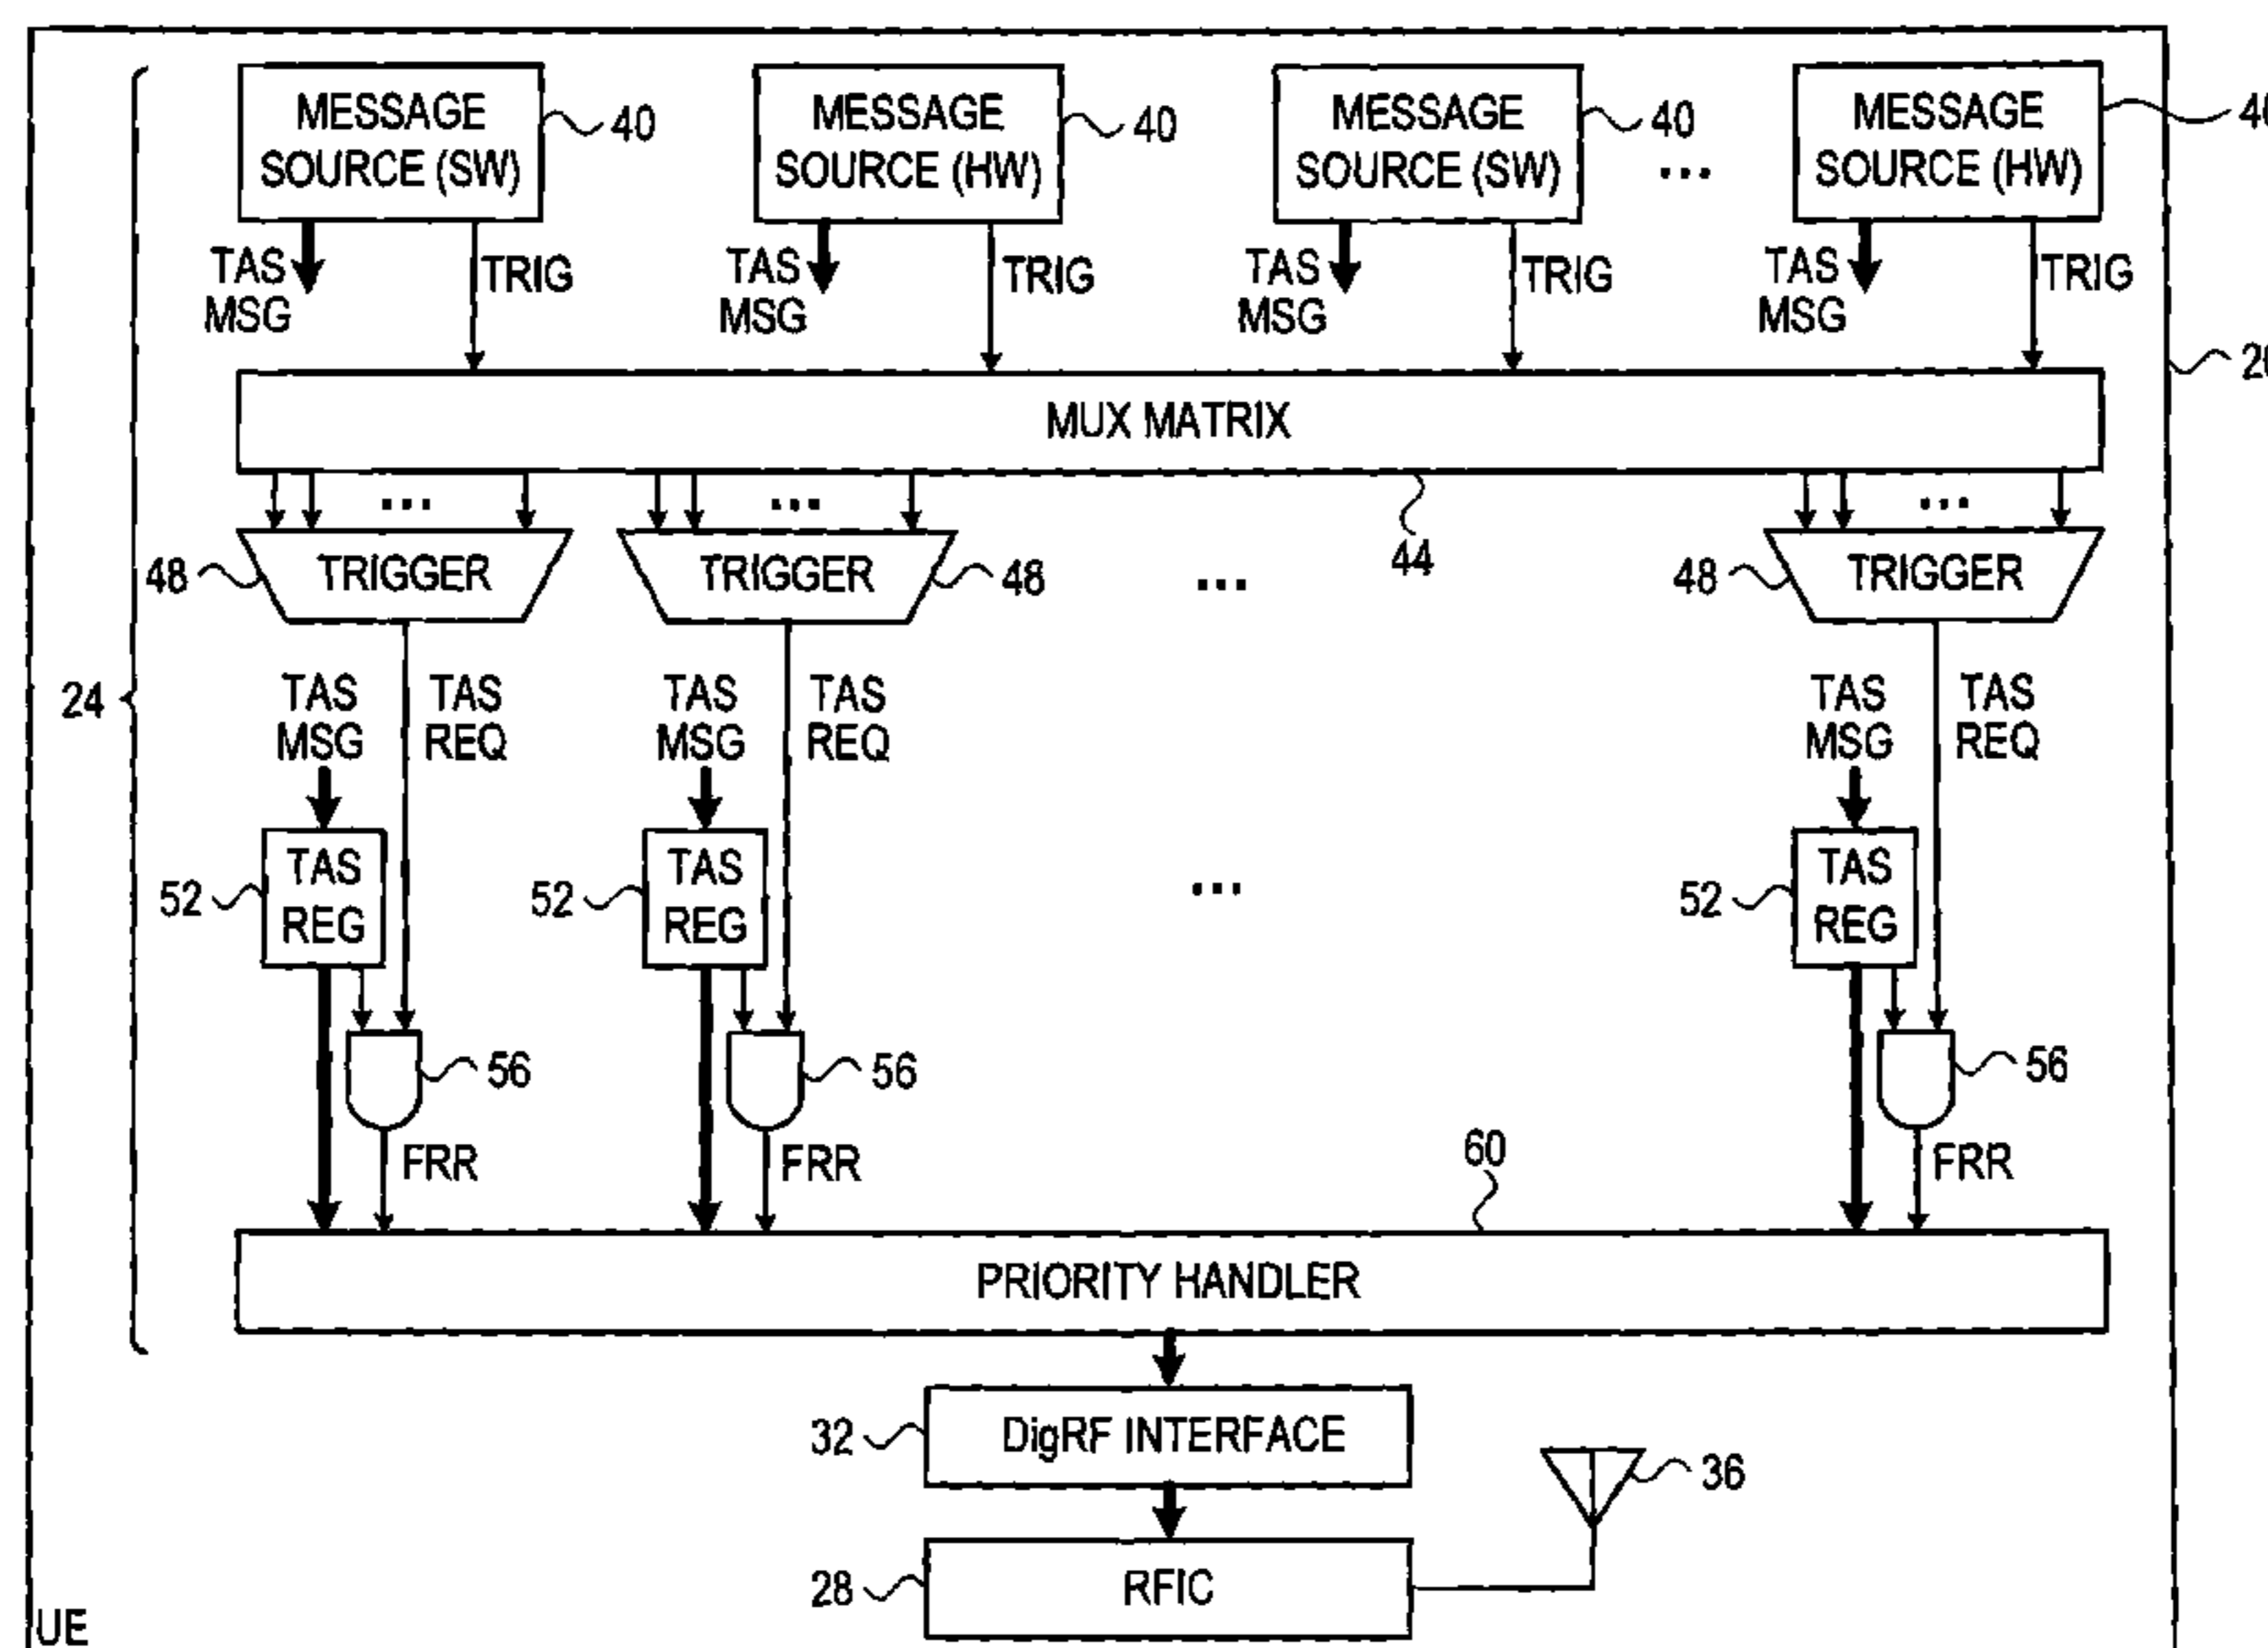 MESSAGE SOURCE (SW)
40
MESSAGE SOURCE (HW)
40
MESSAGE SOURCE (SW)
40
...
MESSAGE SOURCE (HW)
TAS MSG
TRIG
TAS MSG
TRIG
TAS MSG
TRIG
TAS MSG
TRIG
MUX MATRIX
...
...
...
44
48
TRIGGER
TRIGGER
48
...
48
TRIGGER
24
TAS MSG
TAS REQ
TAS MSG
TAS REQ
TAS MSG
TAS REQ
52
TAS REG
52
TAS REG
...
52
TAS REG
56
56
56
FRR
FRR
60
FRR
PRIORITY HANDLER
32
DigRF INTERFACE
36
28
RFIC
UE